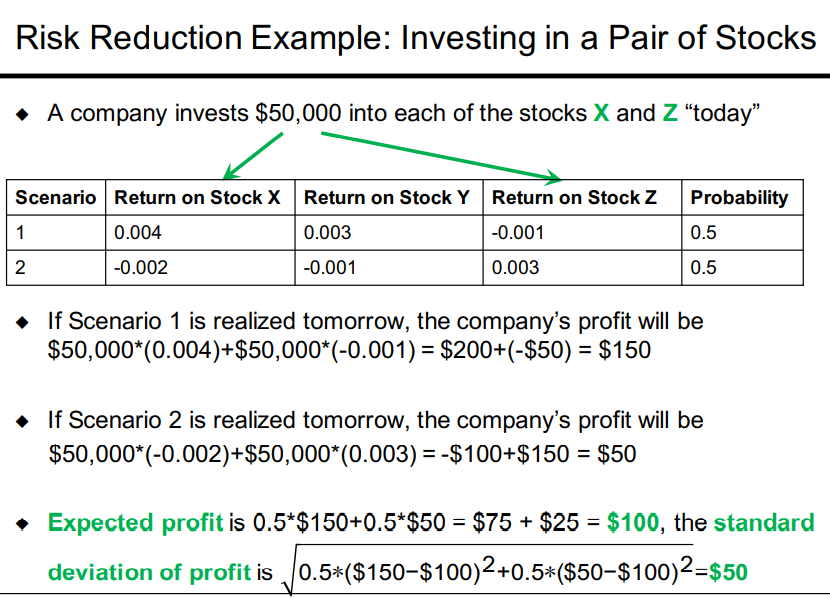 Risk Reduction Example: Investing in a Pair of Stocks
◆ A company invests $50,000 into each of the stocks X and Z “today”
Scenario Return on Stock X Return on Stock Y Return on Stock Z Probability
1 0.004 0.003 -0.001 0.5
2 -0.002 -0.001 0.003 0.5
◆ If Scenario 1 is realized tomorrow, the company’s profit will be
$50,000*(0.004)+$50,000*(-0.001) = $200+(-$50) = $150
◆ If Scenario 2 is realized tomorrow, the company’s profit will be
$50,000*(-0.002)+$50,000*(0.003) = -$100+$150 = $50
◆ Expected profit is 0.5*$150+0.5*$50 = $75 + $25 = $100, the standard
deviation of profit is √0.5∗($150−$100)²+0.5∗($50−$100)²=$50